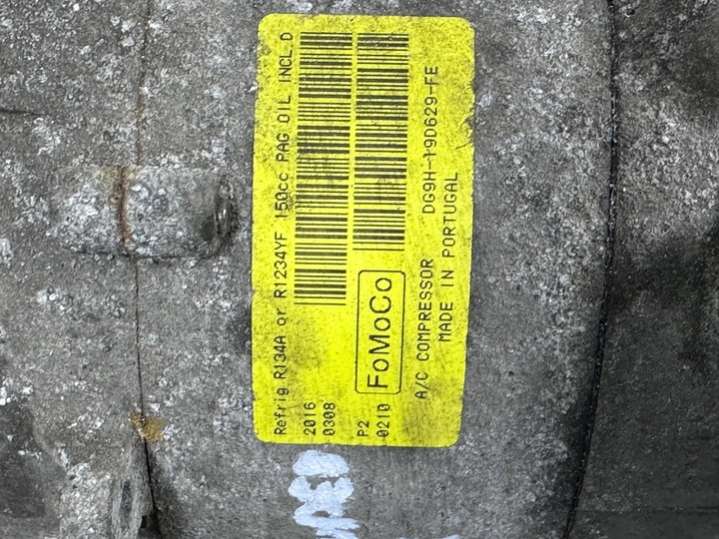 Refrig R134A or R1234YF 150cc PAG OIL INCL.D
2016
0308
P2
0210
FoMoCo
A/C COMPRESSOR DG9H-19D629-FE
MADE IN PORTUGAL